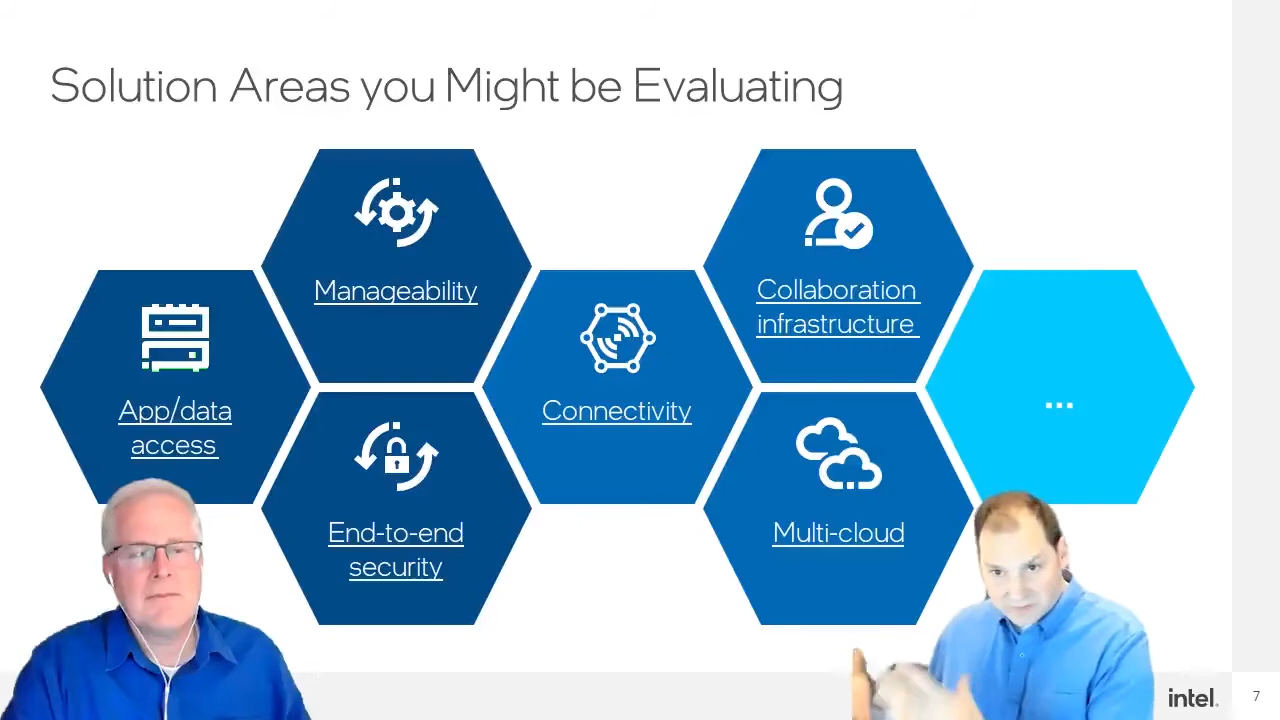 Solution Areas you Might be Evaluating
Manageability
Collaboration
infrastructure
App/data
access
Connectivity
...
End-to-end
security
Multi-cloud
intel.
7